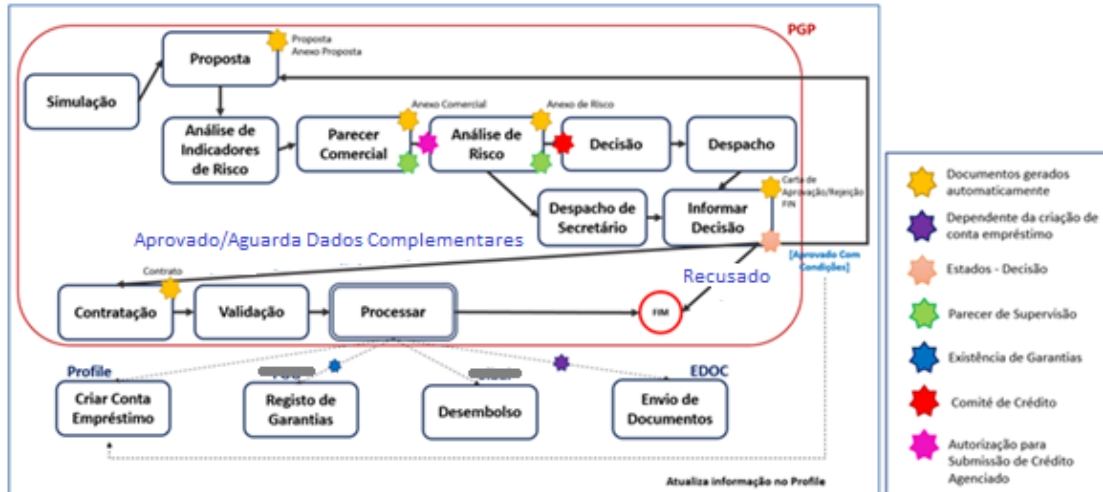 PGP
Proposta
Anexo Proposta
Proposta
Simulação
Análise de
Indicadores
de Risco
Anexo Comercial
Parecer
Comercial
Anexo de Risco
Análise de
Risco
Decisão
Despacho
Carta de
Aprovação/Rejeição
FIN
Despacho de
Secretário
Informar
Decisão
Aprovado/Aguarda Dados Complementares
[Aprovado Com
Condições]
Recusado
Contrato
Contratação
Validação
Processar
FIM
Profile
EDOC
Criar Conta
Empréstimo
Registo de
Garantias
Desembolso
Envio de
Documentos
Atualiza informação no Profile
Documentos gerados
automaticamente
Dependente da criação de
conta empréstimo
Estados - Decisão
Parecer de Supervisão
Existência de Garantias
Comité de Crédito
Autorização para
Submissão de Crédito
Agenciado